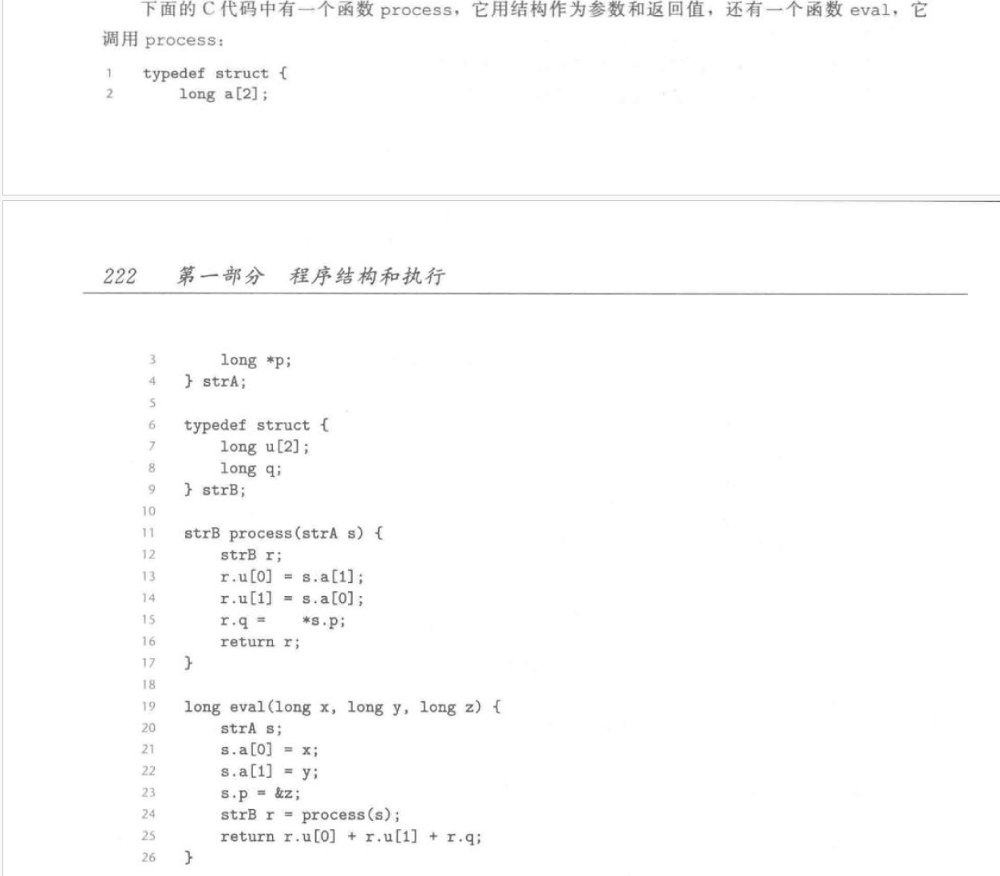 下面的 C 代码中有一个函数 process，它用结构作为参数和返回值，还有一个函数 eval，它
调用 process：
1 typedef struct {
2     long a[2];
222 第一部分 程序结构和执行
3     long *p;
4 } strA;
5
6 typedef struct {
7     long u[2];
8     long q;
9 } strB;
10
11 strB process(strA s) {
12     strB r;
13     r.u[0] = s.a[1];
14     r.u[1] = s.a[0];
15     r.q =    *s.p;
16     return r;
17 }
18
19 long eval(long x, long y, long z) {
20     strA s;
21     s.a[0] = x;
22     s.a[1] = y;
23     s.p = &z;
24     strB r = process(s);
25     return r.u[0] + r.u[1] + r.q;
26 }